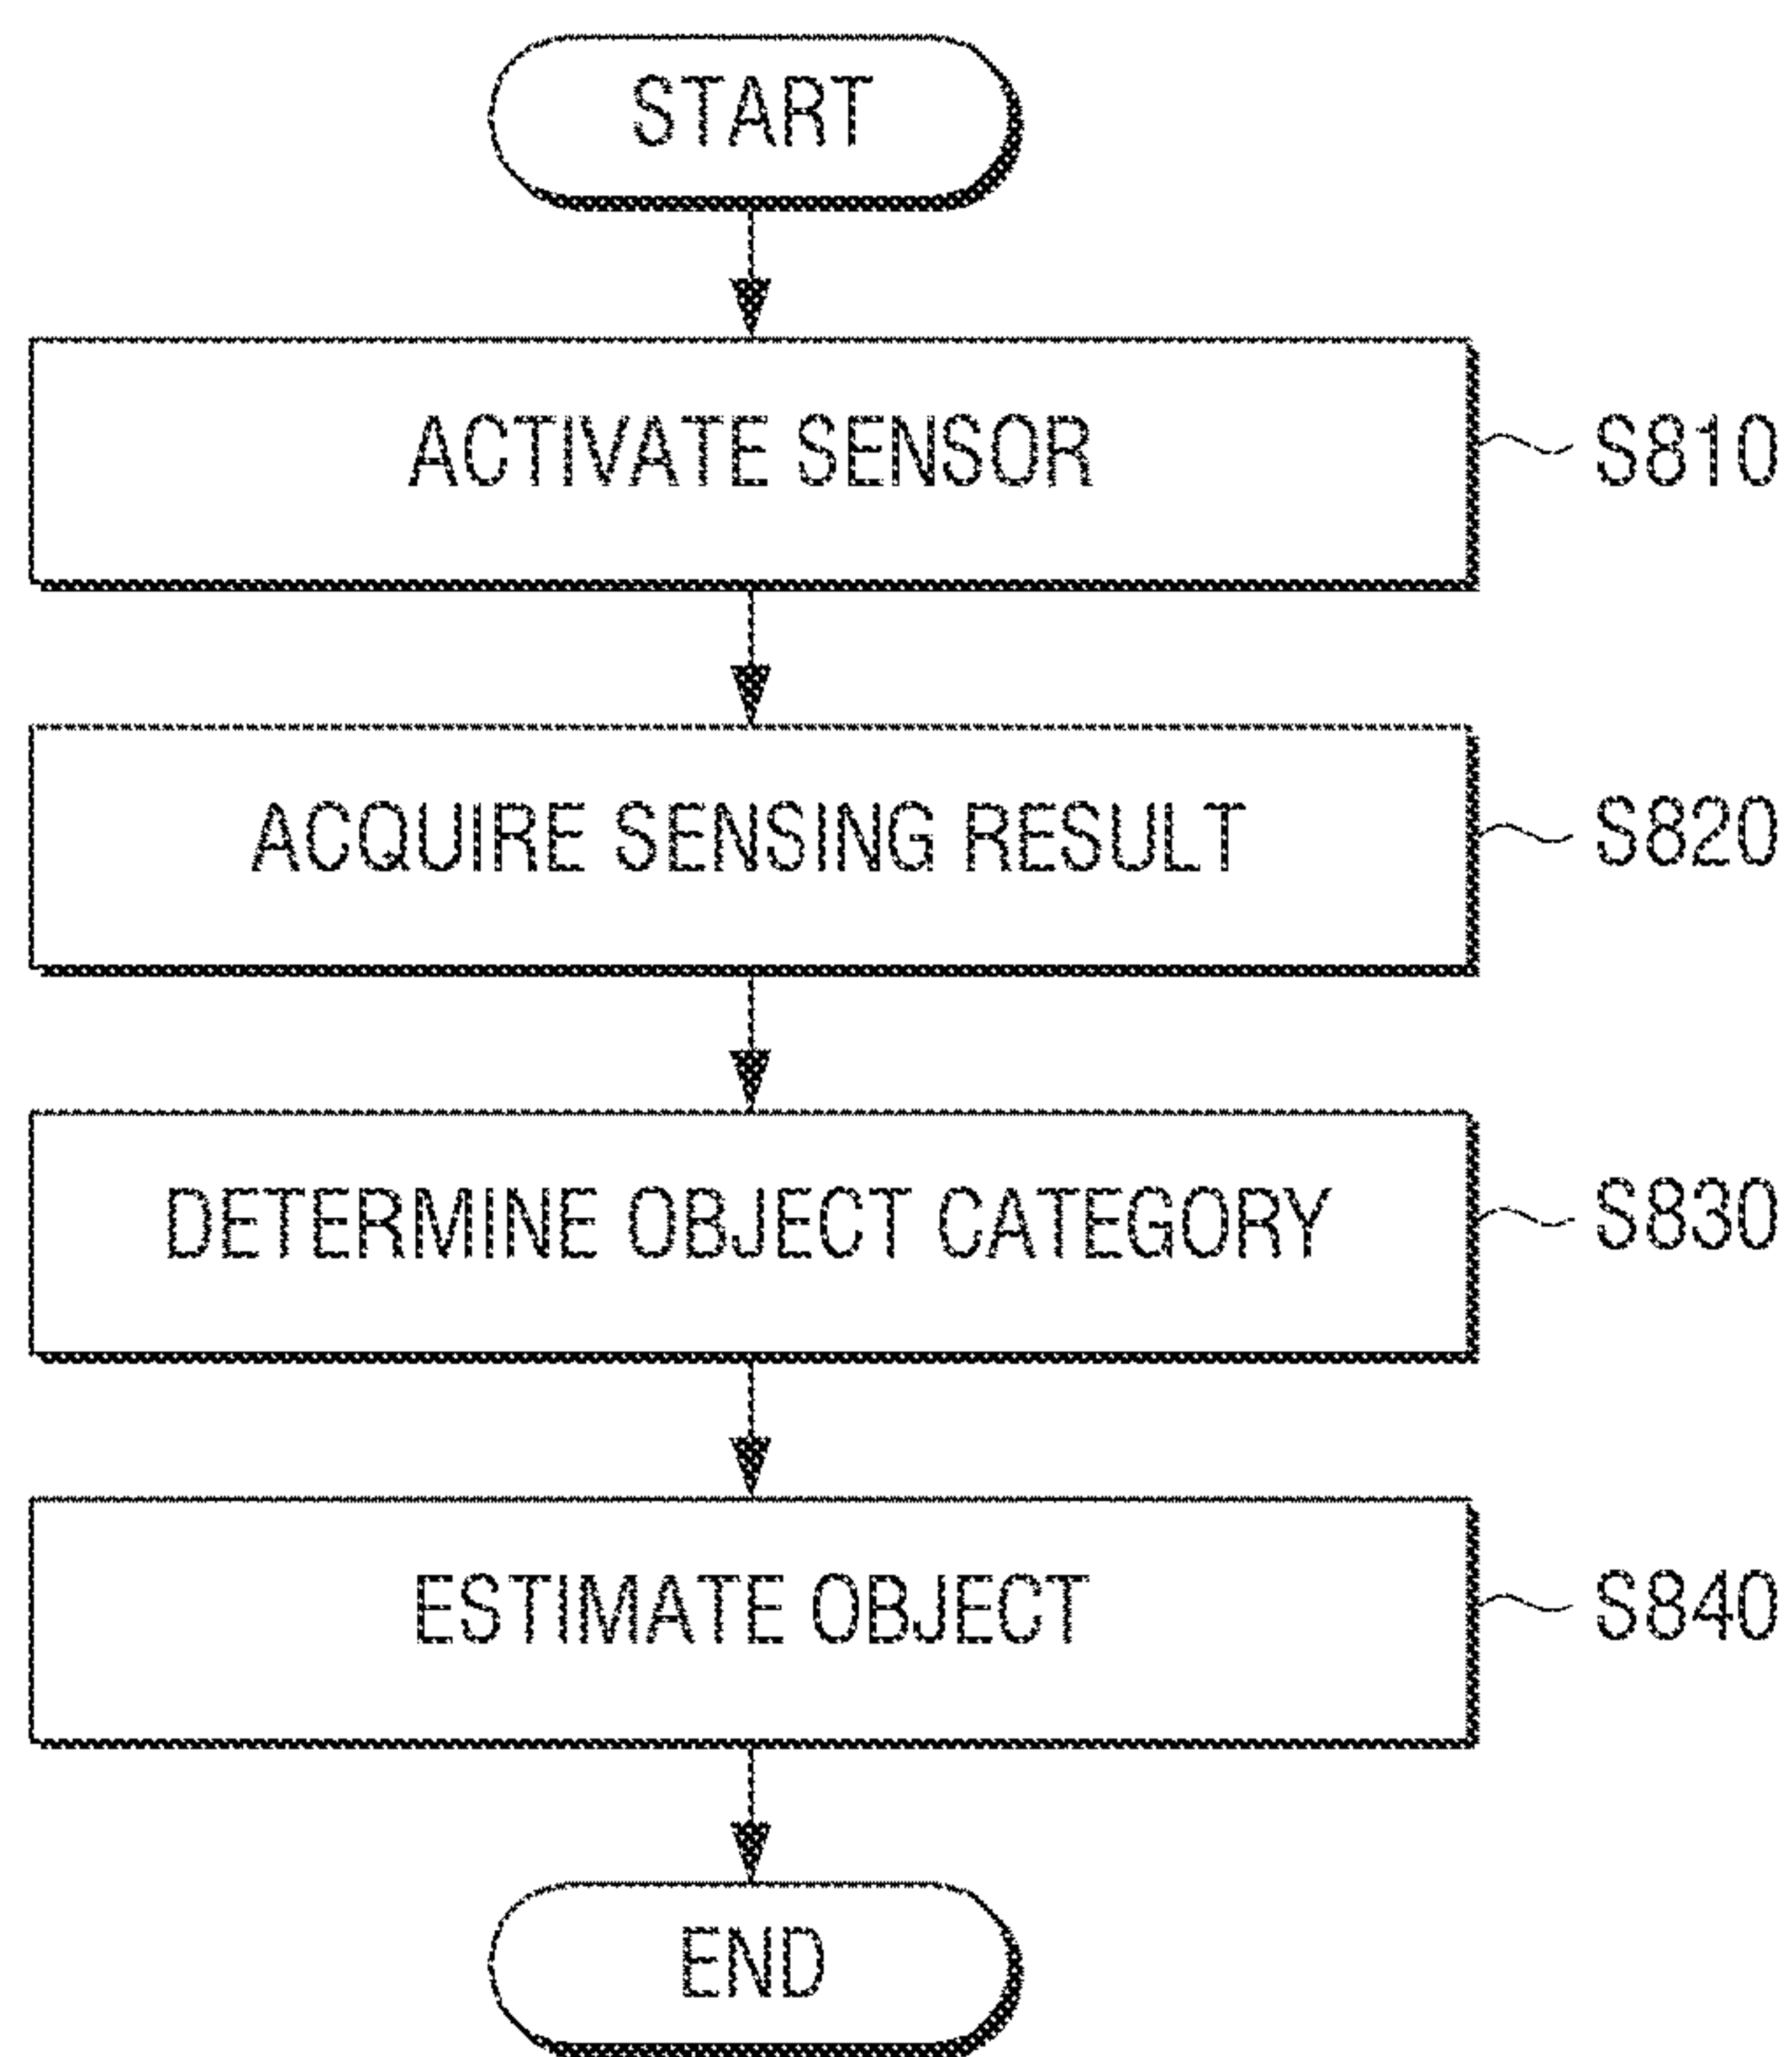 START
ACTIVATE SENSOR
S810
ACQUIRE SENSING RESULT
S820
DETERMINE OBJECT CATEGORY
S830
ESTIMATE OBJECT
S840
END